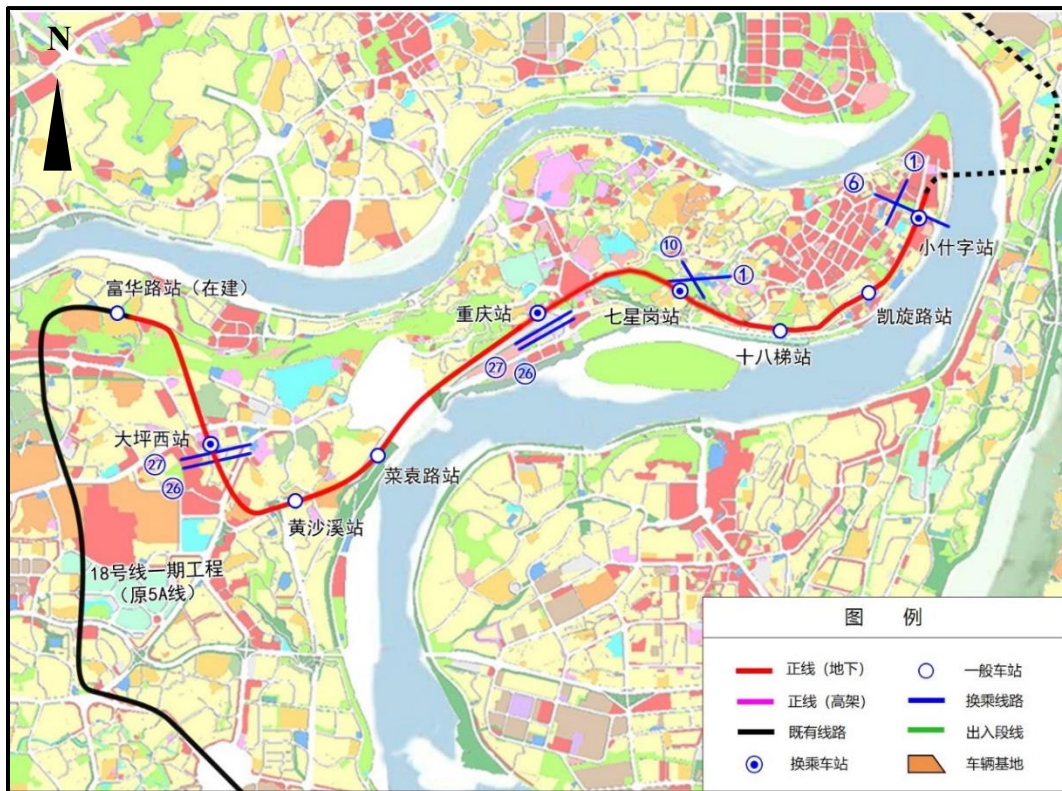 N
①
⑥
小什字站
⑩
①
富华路站（在建）
重庆站
七星岗站
凯旋路站
十八梯站
㉗ ㉖
大坪西站
㉗
㉖
菜袁路站
黄沙溪站
18号线一期工程
（原5A线）
图 例
正线（地下）
一般车站
正线（高架）
换乘线路
既有线路
出入段线
换乘车站
车辆基地